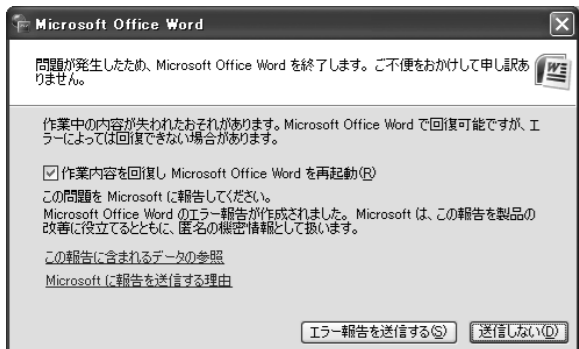 Microsoft Office Word
問題が発生したため、Microsoft Office Word を終了します。ご不便をおかけして申し訳あ
りません。
作業中の内容が失われたおそれがあります。Microsoft Office Word で回復可能ですが、エ
ラーによっては回復できない場合があります。
作業内容を回復し Microsoft Office Word を再起動(R)
この問題を Microsoft に報告してください。
Microsoft Office Word のエラー報告が作成されました。Microsoft は、この報告を製品の
改善に役立てるとともに、匿名の機密情報として扱います。
この報告に含まれるデータの参照
Microsoft に報告を送信する理由
エラー報告を送信する(S) 送信しない(D)